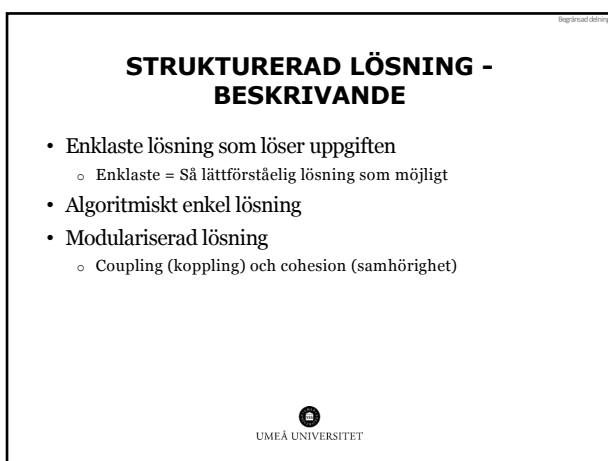 Begränsad delning
STRUKTURERAD LÖSNING -
BESKRIVANDE
• Enklaste lösning som löser uppgiften
o Enklaste = Så lättförståelig lösning som möjligt
• Algoritmiskt enkel lösning
• Modulariserad lösning
o Coupling (koppling) och cohesion (samhörighet)
UMEÅ UNIVERSITET